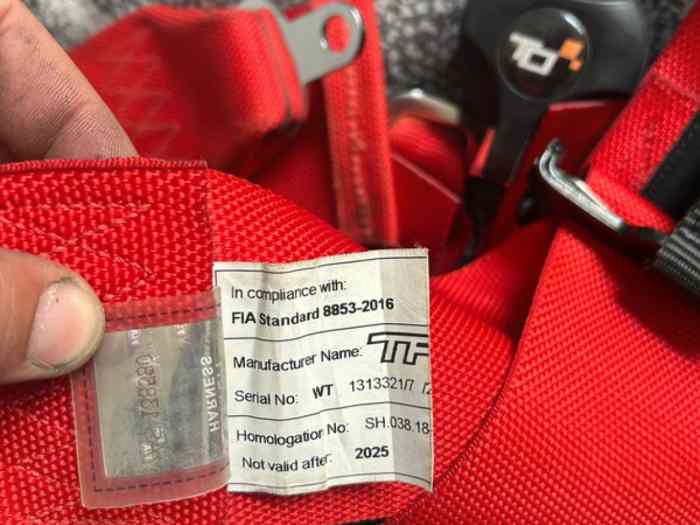 In compliance with:
FIA Standard 8853-2016
Manufacturer Name:
Serial No: WT 1313321/7
Homologation No: SH.038.18-
Not valid after: 2025
HARNESS